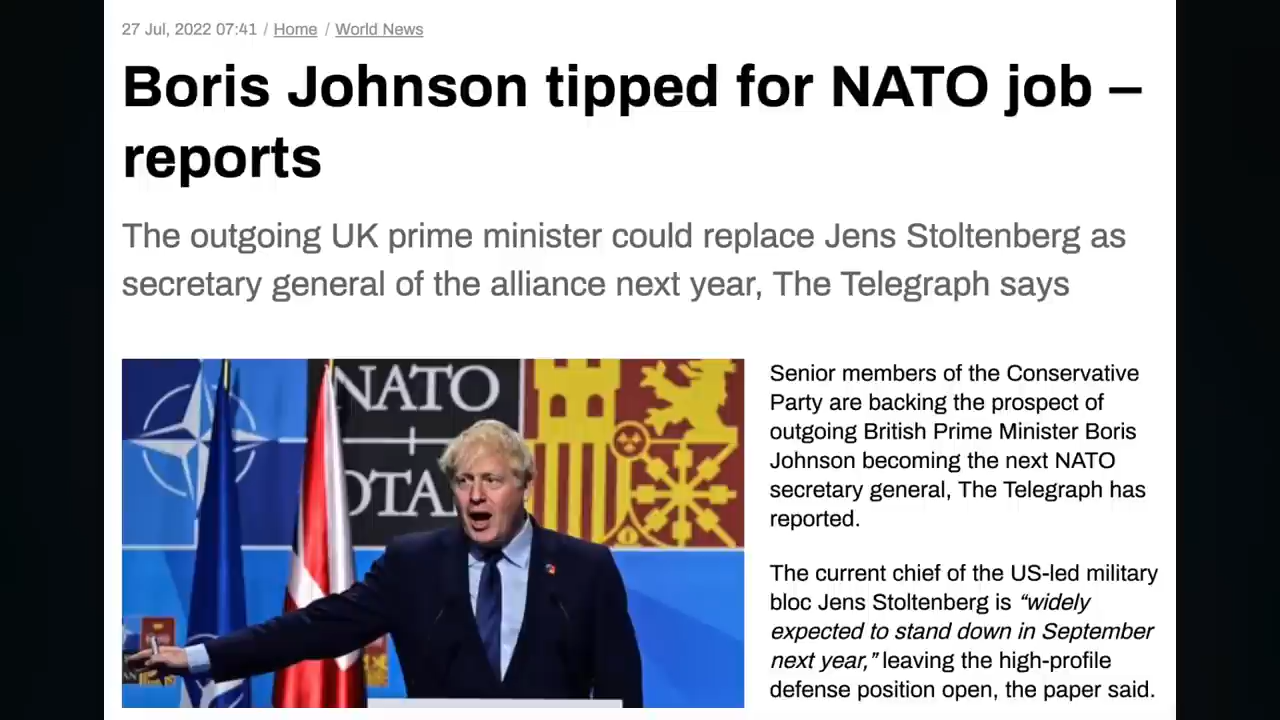 27 Jul, 2022 07:41 / Home / World News
Boris Johnson tipped for NATO job –
reports
The outgoing UK prime minister could replace Jens Stoltenberg as
secretary general of the alliance next year, The Telegraph says
NATO
OTA
Senior members of the Conservative
Party are backing the prospect of
outgoing British Prime Minister Boris
Johnson becoming the next NATO
secretary general, The Telegraph has
reported.
The current chief of the US-led military
bloc Jens Stoltenberg is “widely
expected to stand down in September
next year,” leaving the high-profile
defense position open, the paper said.